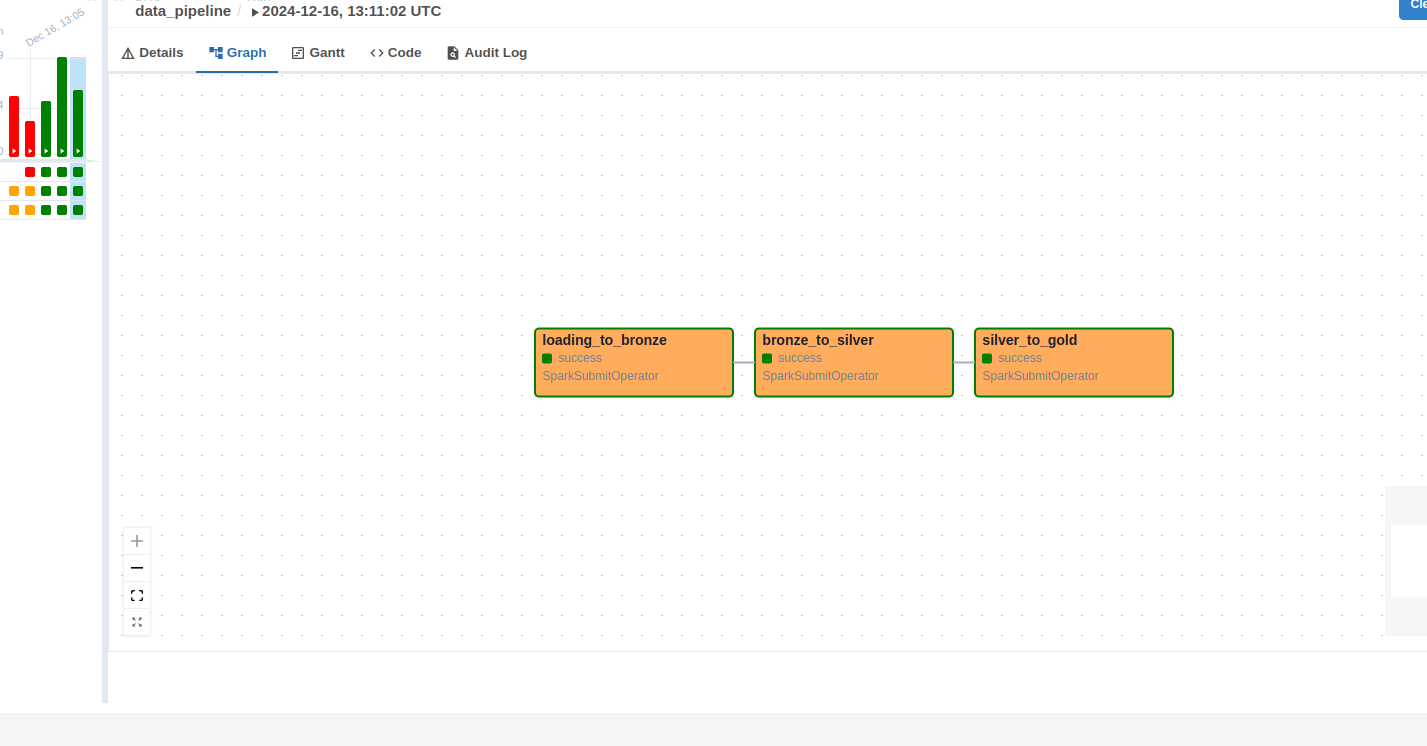 data_pipeline / 2024-12-16, 13:11:02 UTC
Cle
Dec 16, 13:05
Details
Graph
Gantt
Code
Audit Log
loading_to_bronze
success
SparkSubmitOperator
bronze_to_silver
success
SparkSubmitOperator
silver_to_gold
success
SparkSubmitOperator